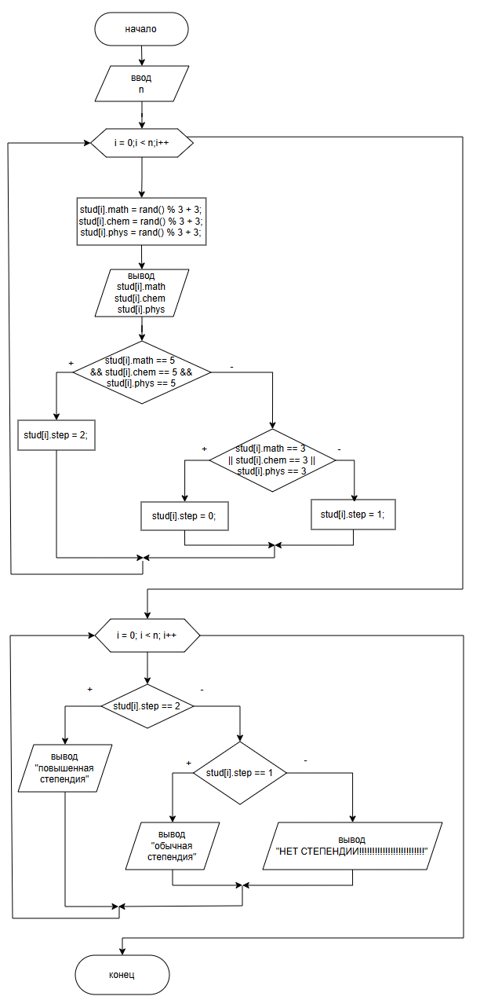 начало
ввод
n
i = 0;i < n;i++
stud[i].math = rand() % 3 + 3;
stud[i].chem = rand() % 3 + 3;
stud[i].phys = rand() % 3 + 3;
вывод
stud[i].math
stud[i].chem
stud[i].phys
+
-
stud[i].math == 5
&& stud[i].chem == 5 &&
stud[i].phys == 5
stud[i].step = 2;
+
-
stud[i].math == 3
|| stud[i].chem == 3 ||
stud[i].phys == 3
stud[i].step = 0;
stud[i].step = 1;
i = 0; i < n; i++
+
-
stud[i].step == 2
вывод
"повышенная
степендия"
+
-
stud[i].step == 1
вывод
"обычная
степендия"
вывод
"НЕТ СТЕПЕНДИИ!!!!!!!!!!!!!!!!!!!!!!!!!"
конец